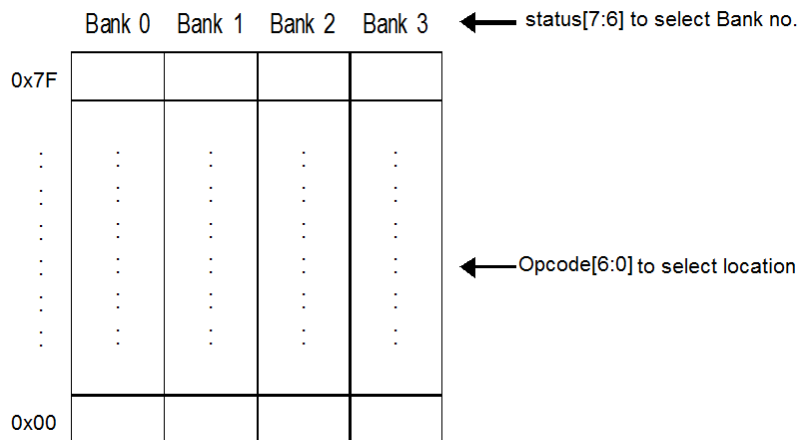 Bank 0 Bank 1 Bank 2 Bank 3 status[7:6] to select Bank no.
0x7F
Opcode[6:0] to select location
0x00